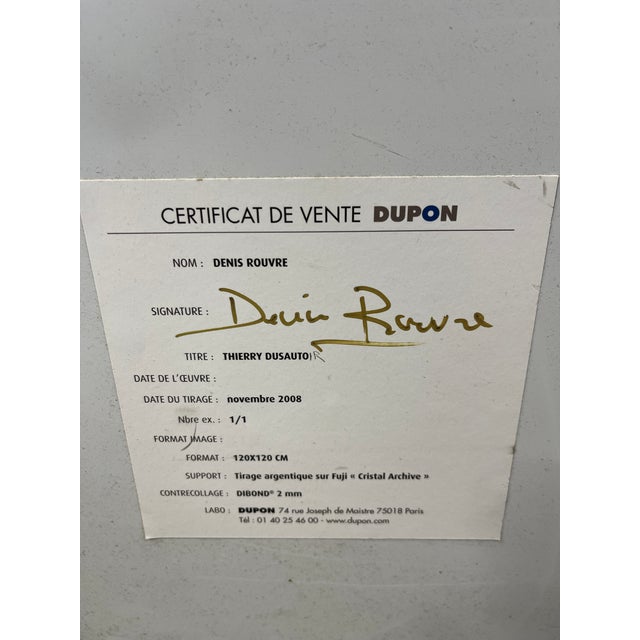 CERTIFICAT DE VENTE DUPON
NOM : DENIS ROUVRE
SIGNATURE : Denis Rouvre
TITRE : THIERRY DUSAUTOIR
DATE DE L'ŒUVRE :
DATE DU TIRAGE : novembre 2008
Nbre ex. : 1/1
FORMAT IMAGE :
FORMAT : 120X120 CM
SUPPORT : Tirage argentique sur Fuji « Cristal Archive »
CONTRECOLLAGE : DIBOND® 2 mm
LABO : DUPON 74 rue Joseph de Maistre 75018 Paris
Tél : 01 40 25 46 00 - www.dupon.com